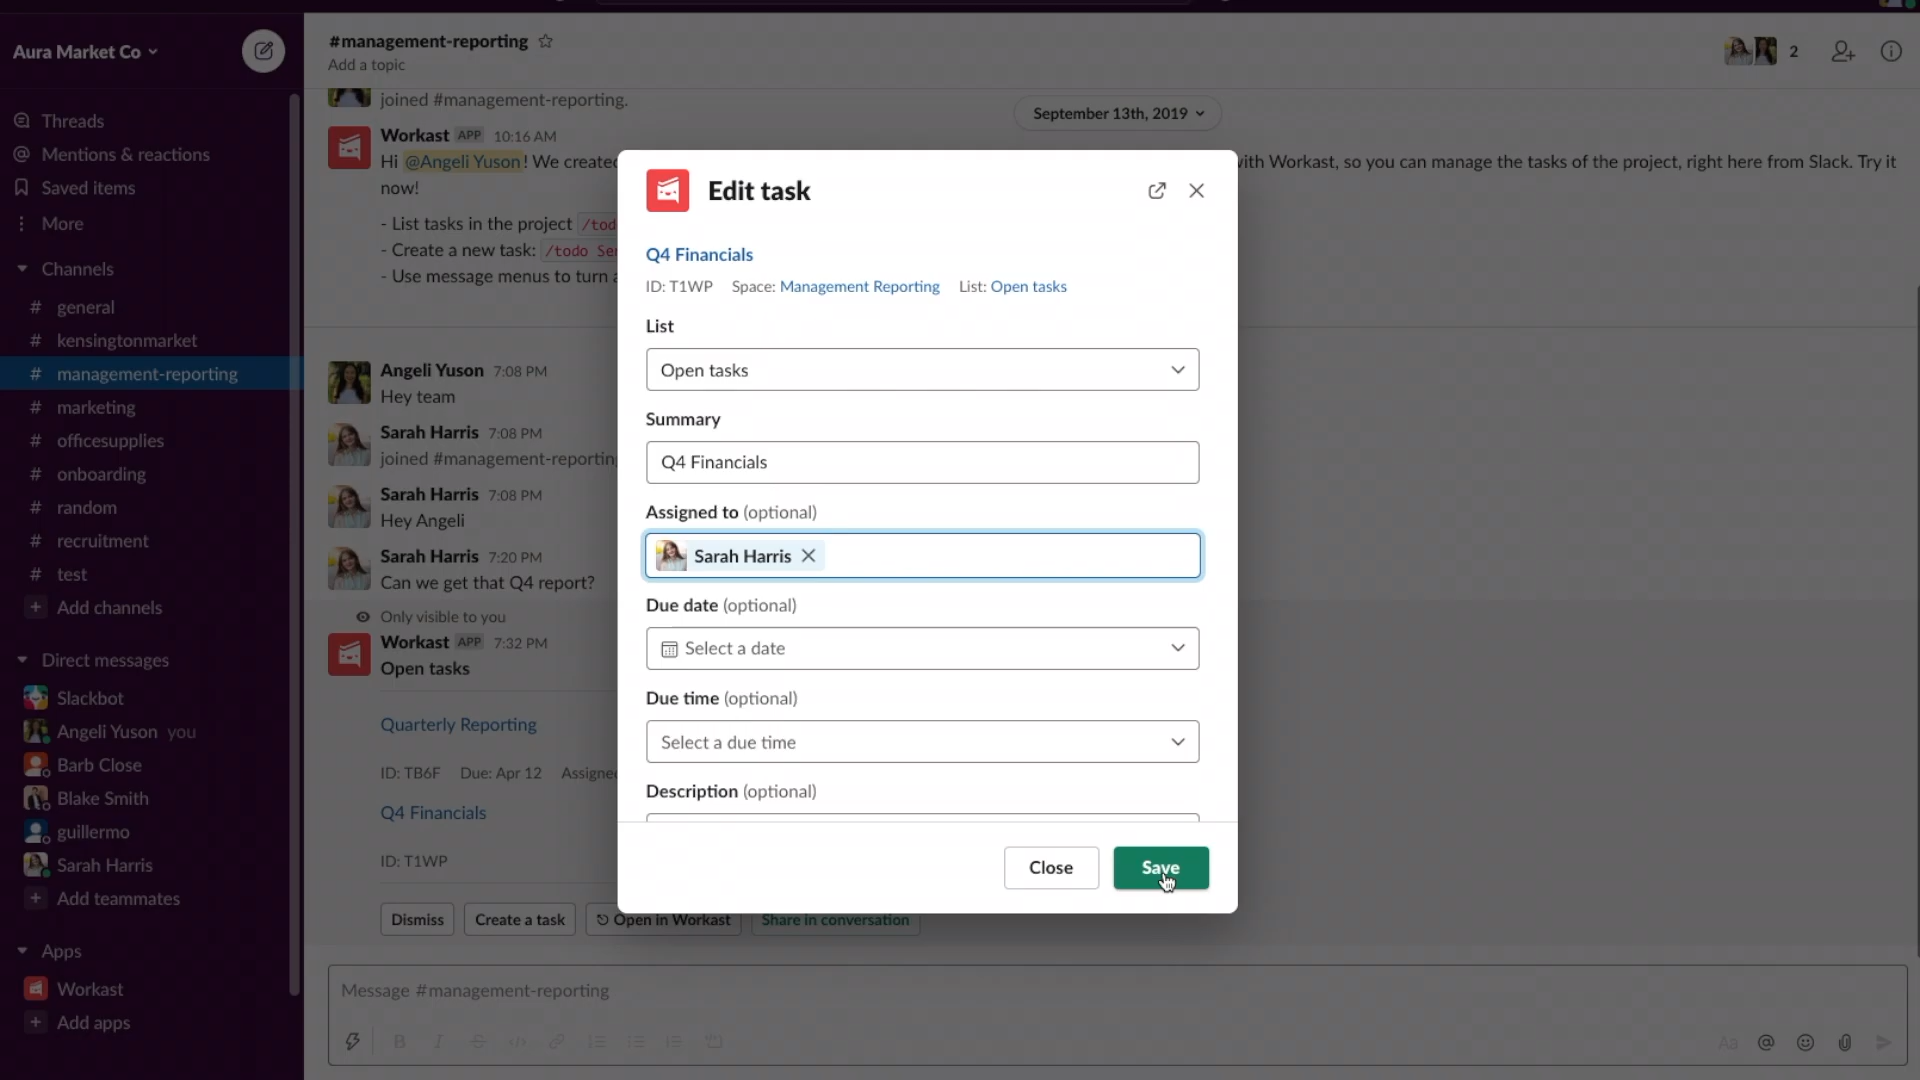 Aura Market Co
Threads
Mentions & reactions
Saved items
More
Channels
# general
# kensingtonmarket
# management-reporting
# marketing
# officesupplies
# onboarding
# random
# recruitment
# test
+ Add channels
Direct messages
Slackbot
Angeli Yuson you
Barb Close
Blake Smith
guillermo
Sarah Harris
+ Add teammates
Apps
Workast
+ Add apps
#management-reporting
Add a topic
2
joined #management-reporting.
September 13th, 2019
Workast APP 10:16 AM
Hi @Angeli Yuson! We created
with Workast, so you can manage the tasks of the project, right here from Slack. Try it
now!
- List tasks in the project /tod
- Create a new task: /todo Se
- Use message menus to turn a
Angeli Yuson 7:08 PM
Hey team
Sarah Harris 7:08 PM
joined #management-reporting
Sarah Harris 7:08 PM
Hey Angeli
Sarah Harris 7:20 PM
Can we get that Q4 report?
Only visible to you
Workast APP 7:32 PM
Open tasks
Quarterly Reporting
ID: TB6F Due: Apr 12 Assigned
Q4 Financials
ID: T1WP
Dismiss
Create a task
Open in Workast
Share in conversation
Message #management-reporting
B I S </>
Aa @
Edit task
Q4 Financials
ID: T1WP Space: Management Reporting List: Open tasks
List
Open tasks
Summary
Q4 Financials
Assigned to (optional)
Sarah Harris
Due date (optional)
Select a date
Due time (optional)
Select a due time
Description (optional)
Close
Save